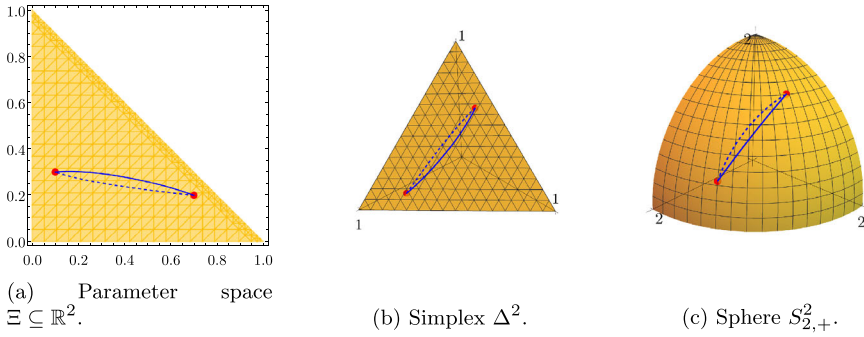 1.0
0.8
0.6
0.4
0.2
0.0
0.0 0.2 0.4 0.6 0.8 1.0
(a) Parameter space
Ξ ⊆ ℝ².
1
1
1
(b) Simplex Δ².
2
2
2
(c) Sphere S²₂,₊.